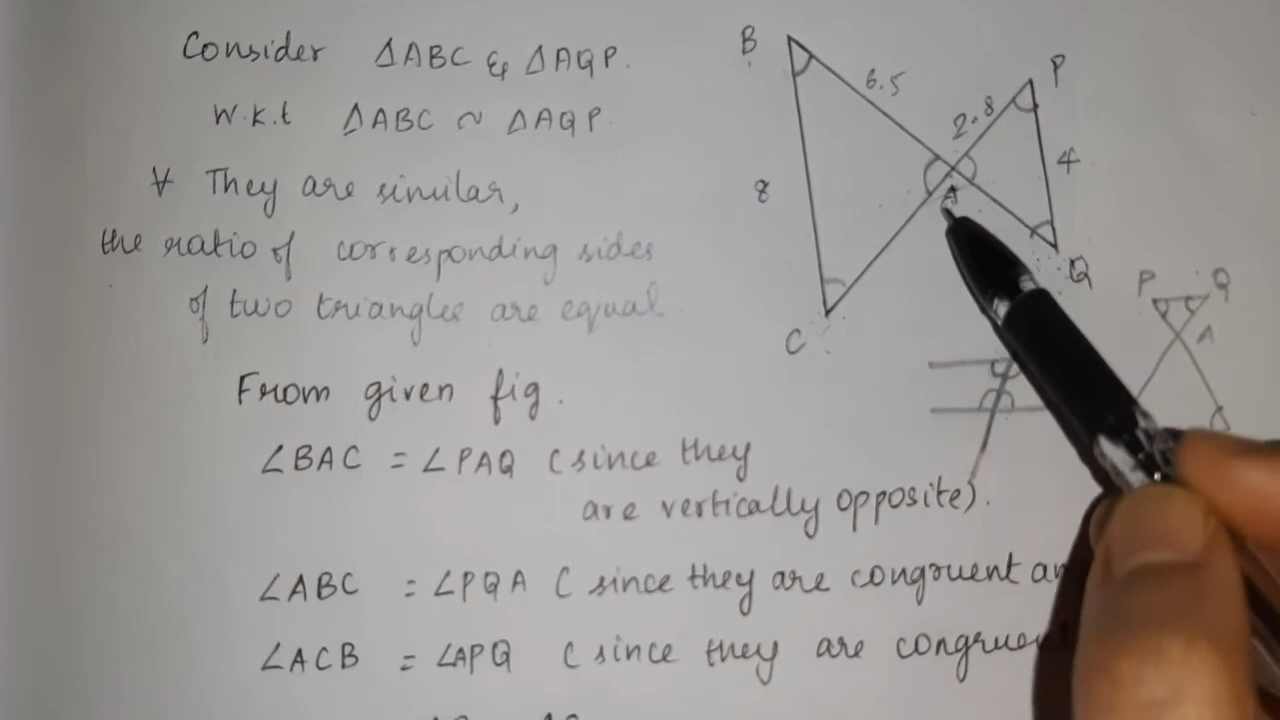 Consider ΔABC & ΔAQP.
W.k.t ΔABC ~ ΔAQP.
∀ They are similar,
the ratio of corresponding sides
of two triangles are equal
From given fig.
∠BAC = ∠PAQ (since they
are vertically opposite).
∠ABC = ∠PQA (since they are congruent
∠ACB = ∠APQ (since they are
B
6.5
P
2.8
8
4
A
Q
C
P Q
A